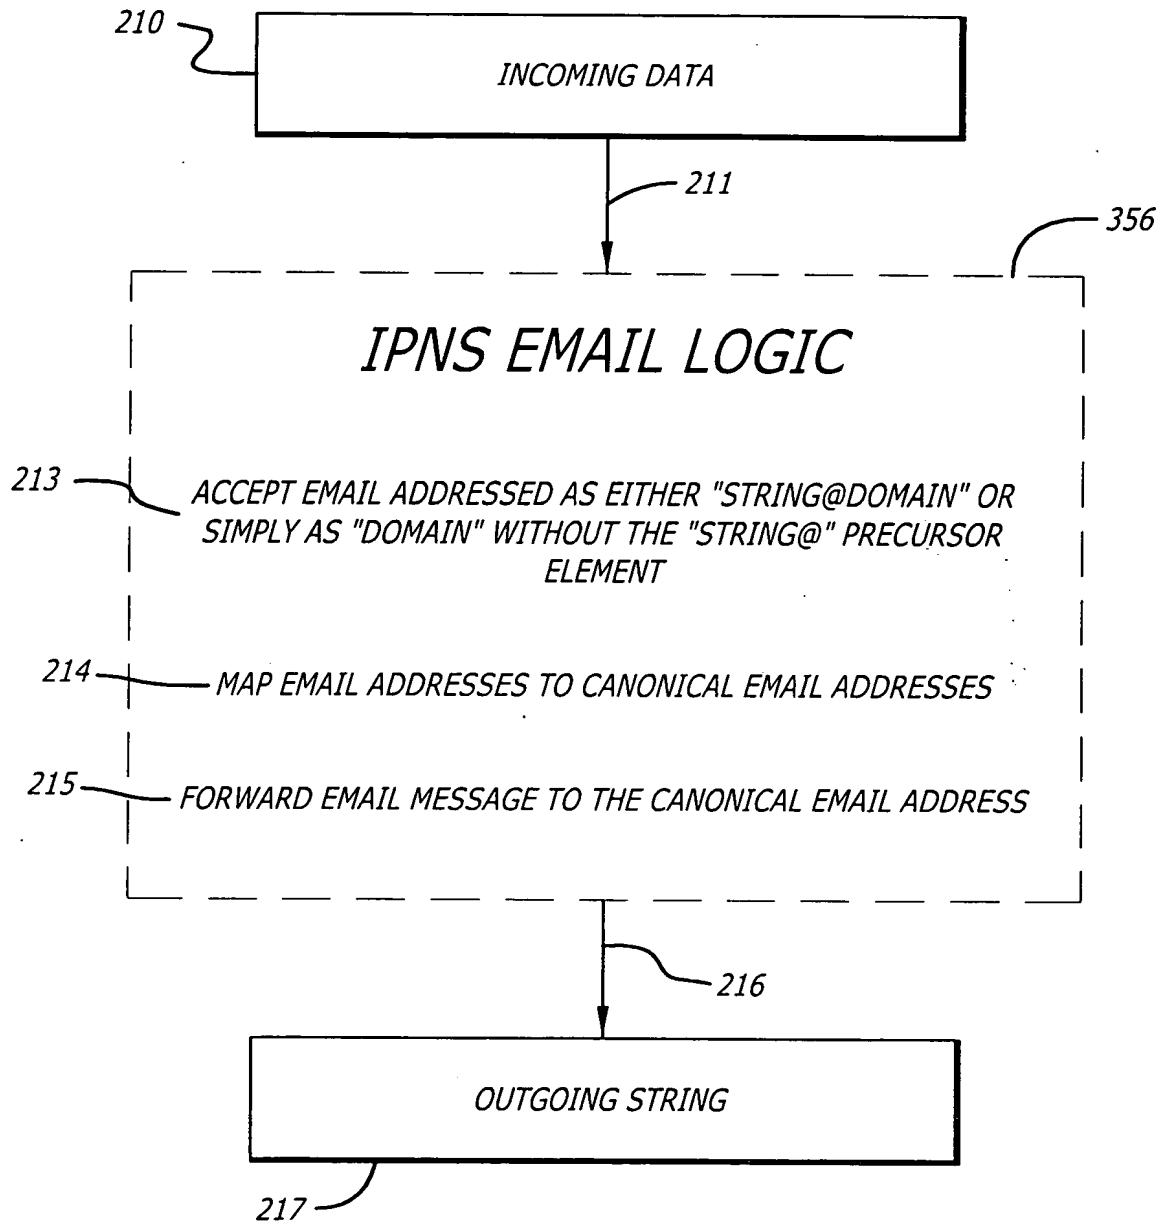 210
INCOMING DATA
211
356
IPNS EMAIL LOGIC
213
ACCEPT EMAIL ADDRESSED AS EITHER "STRING@DOMAIN" OR
SIMPLY AS "DOMAIN" WITHOUT THE "STRING@" PRECURSOR
ELEMENT
214
MAP EMAIL ADDRESSES TO CANONICAL EMAIL ADDRESSES
215
FORWARD EMAIL MESSAGE TO THE CANONICAL EMAIL ADDRESS
216
OUTGOING STRING
217